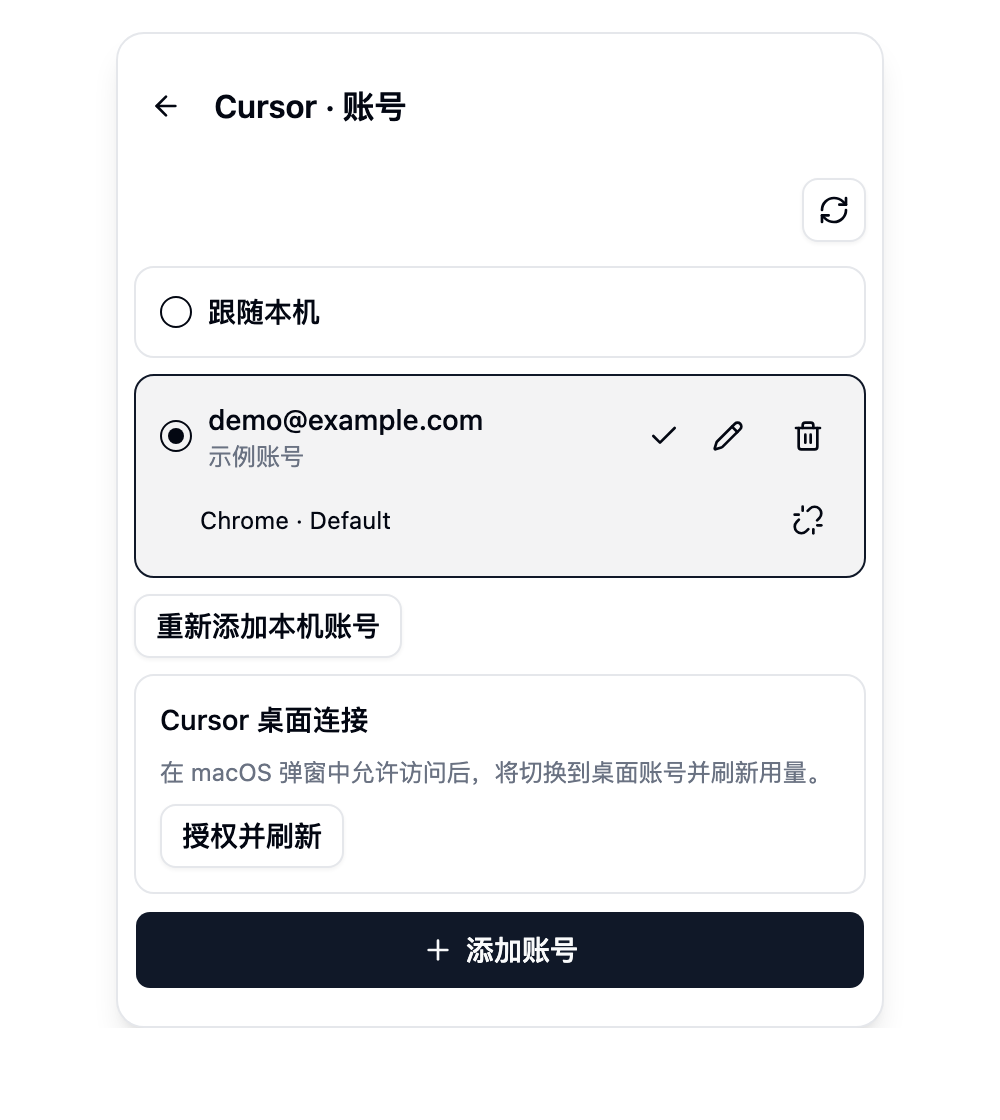 Cursor · 账号
跟随本机
demo@example.com
示例账号
Chrome · Default
重新添加本机账号
Cursor 桌面连接
在 macOS 弹窗中允许访问后，将切换到桌面账号并刷新用量。
授权并刷新
添加账号